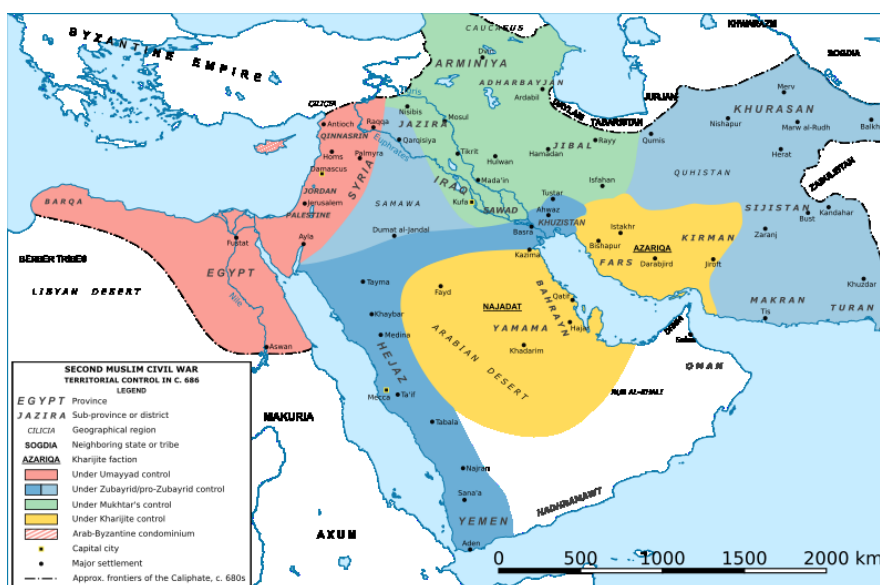 BYZANTINE EMPIRE
CAUCASUS
KHWARAZM
SOGDIA
Dvin
ARMINIYA
ADHARBAYJAN
Ardabil
DAYLAM
TABARISTAN
JURJAN
Merv
KHURASAN
Nishapur
Marw al-Rudh
Balkh
CILICIA
Antioch
Raqqa
Nisibis
JAZIRA
Mosul
QINNASRIN
Euphrates
Qarqisiya
Tikrit
Hulwan
JIBAL
Hamadan
Rayy
Qumis
Herat
Homs
Palmyra
Damascus
SYRIA
IRAQ
Mada'in
Isfahan
QUHISTAN
ZABULISTAN
JORDAN
Jerusalem
PALESTINE
SAMAWA
Kufa
SAWAD
Tustar
Ahwaz
KHUZISTAN
SIJISTAN
Bust
Kandahar
Zaranj
BARQA
Fustat
Ayla
Dumat al-Jandal
Basra
Kazima
Istakhr
Bishapur
AZARIQA
KIRMAN
FARS
Darabjird
Jiroft
BERBER TRIBES
LIBYAN DESERT
EGYPT
Nile
Tayma
Fayd
NAJADAT
BAHRAYN
Qatif
Hajar
YAMAMA
Khadarim
ARABIAN DESERT
MAKRAN
Tis
TURAN
Khuzdar
Khaybar
Medina
HEJAZ
Aswan
OMAN
RUB AL-KHALI
MAKURIA
Mecca
Ta'if
Tabala
Najran
Sana'a
YEMEN
Aden
HADHRAMAWT
AXUM
SECOND MUSLIM CIVIL WAR
TERRITORIAL CONTROL IN C. 686
LEGEND
EGYPT Province
JAZIRA Sub-province or district
CILICIA Geographical region
SOGDIA Neighboring state or tribe
AZARIQA Kharijite faction
Under Umayyad control
Under Zubayrid/pro-Zubayrid control
Under Mukhtar's control
Under Kharijite control
Arab-Byzantine condominium
Capital city
Major settlement
Approx. frontiers of the Caliphate, c. 680s
0 500 1000 1500 2000 km